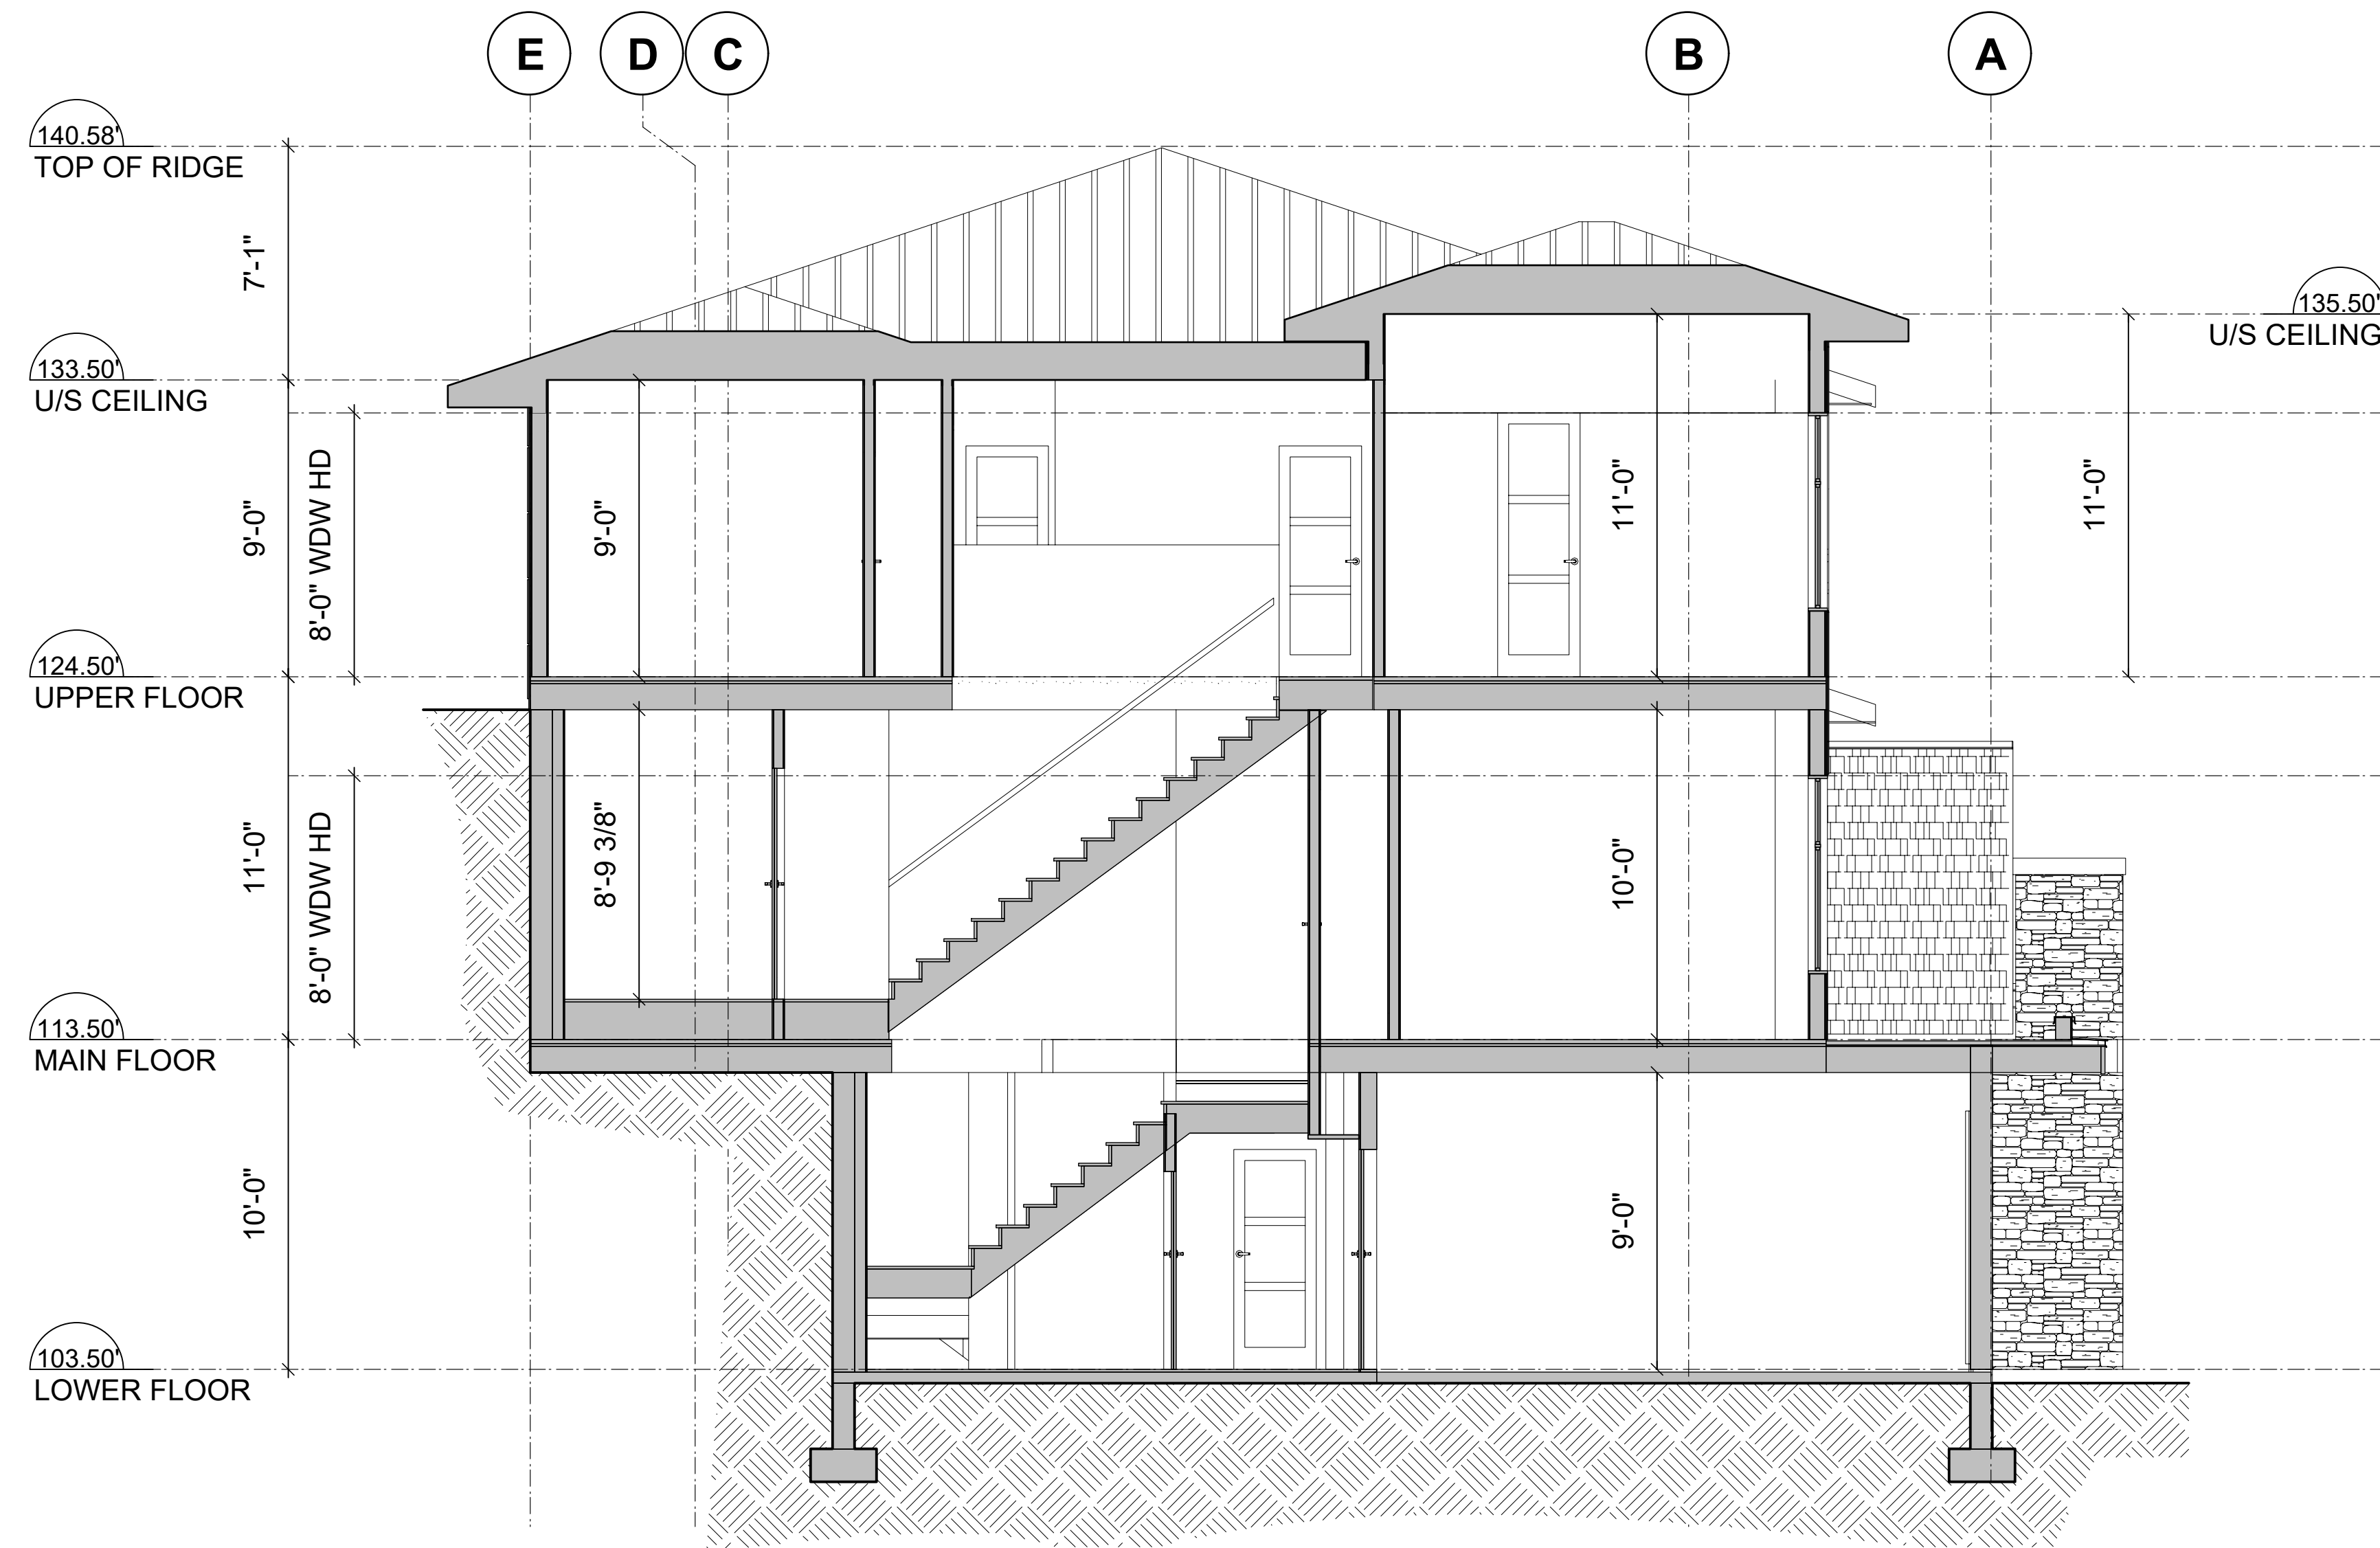 E
D
C
B
A
140.58'
TOP OF RIDGE
7'-1"
135.50'
U/S CEILING
133.50'
U/S CEILING
9'-0"
8'-0" WDW HD
9'-0"
11'-0"
11'-0"
124.50'
UPPER FLOOR
11'-0"
8'-0" WDW HD
8'-9 3/8"
10'-0"
113.50'
MAIN FLOOR
10'-0"
9'-0"
103.50'
LOWER FLOOR